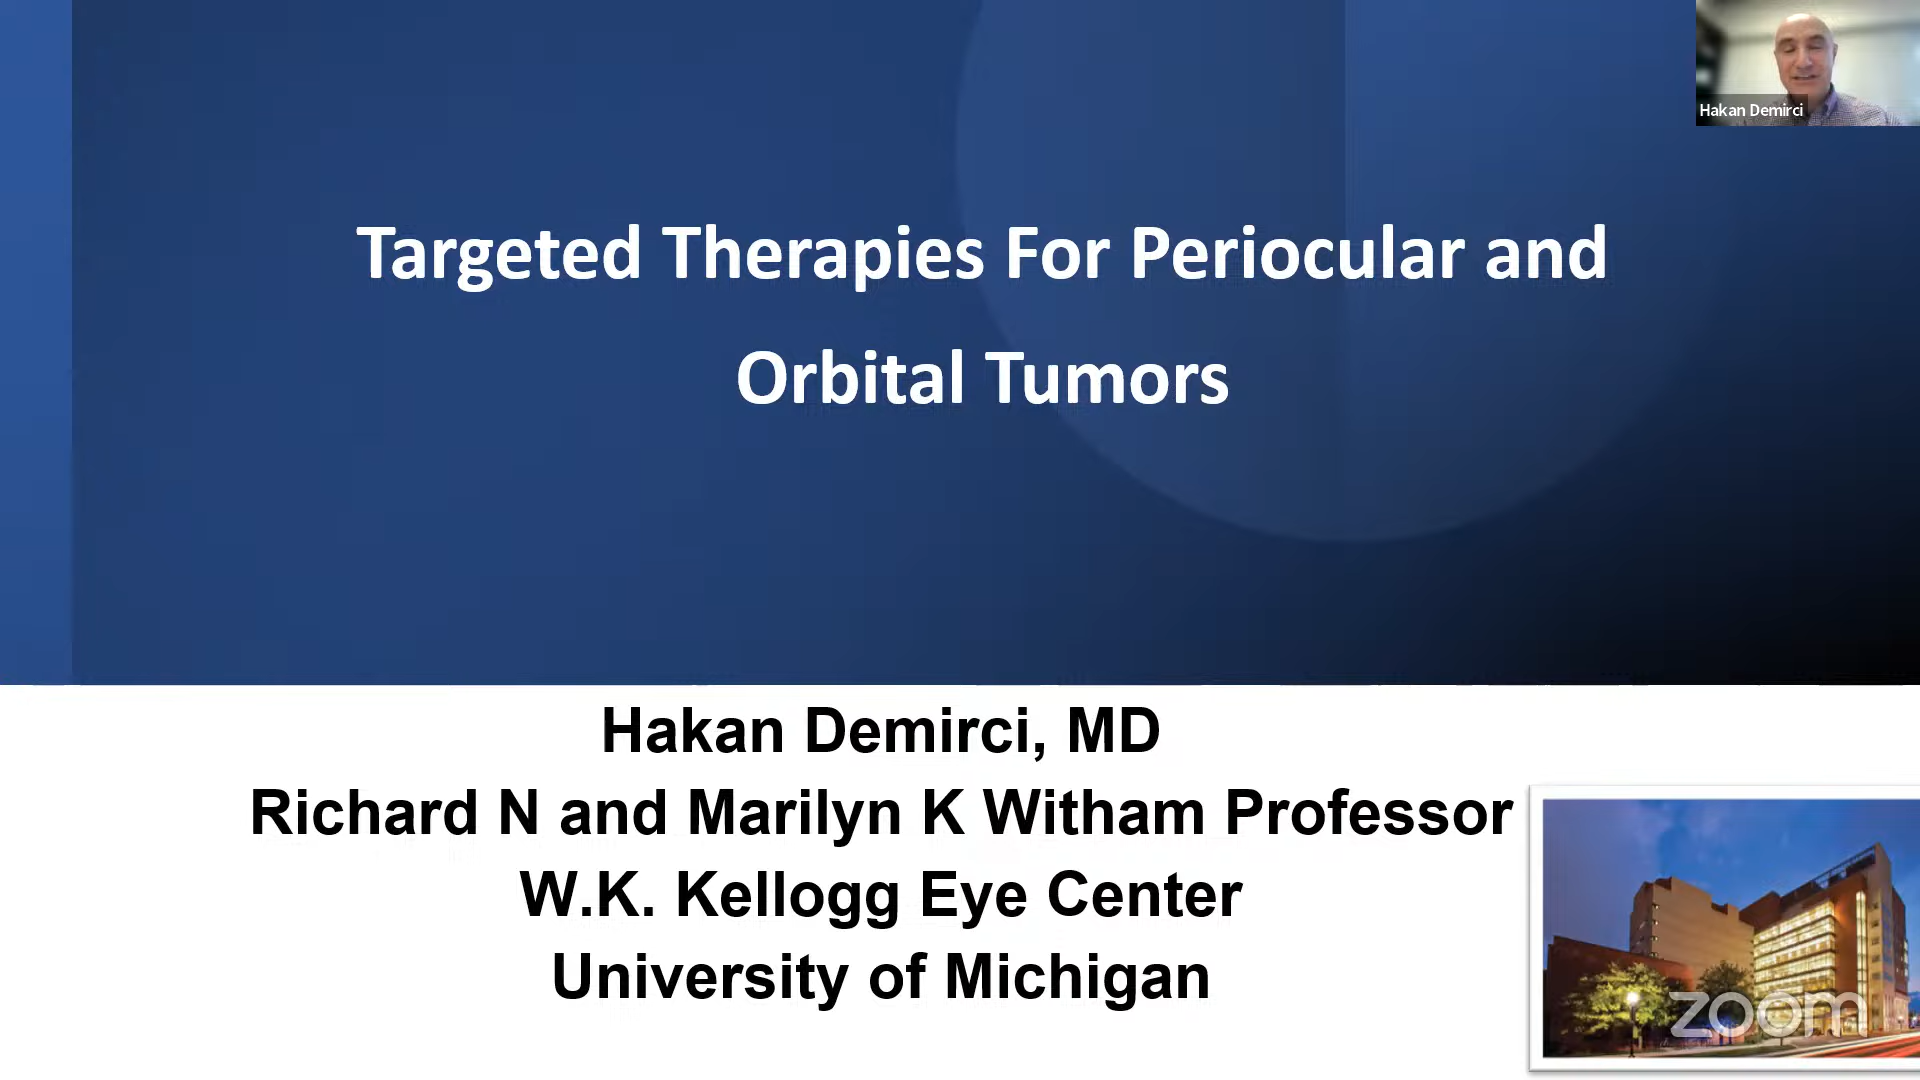 Hakan Demirci
Targeted Therapies For Periocular and
Orbital Tumors
Hakan Demirci, MD
Richard N and Marilyn K Witham Professor
W.K. Kellogg Eye Center
University of Michigan
zoom